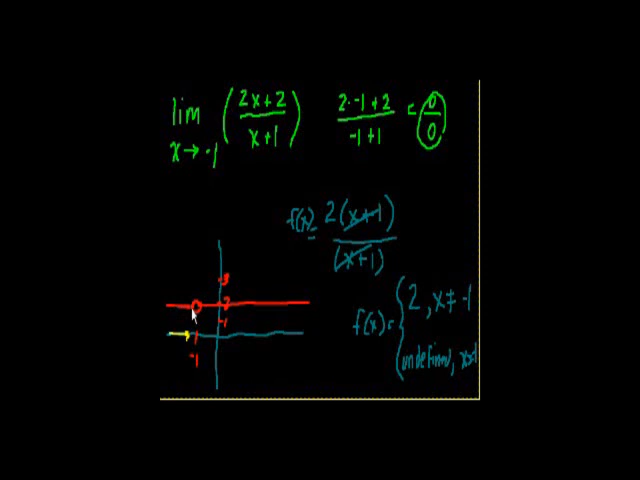 lim (2x+2 / x+1) 2·-1+2 / -1+1 = 0/0
x→-1
f(x)= 2(x+1) / (x+1)
f(x)= { 2, x≠-1
undefined, x=-1
-3
-2
-1
-1